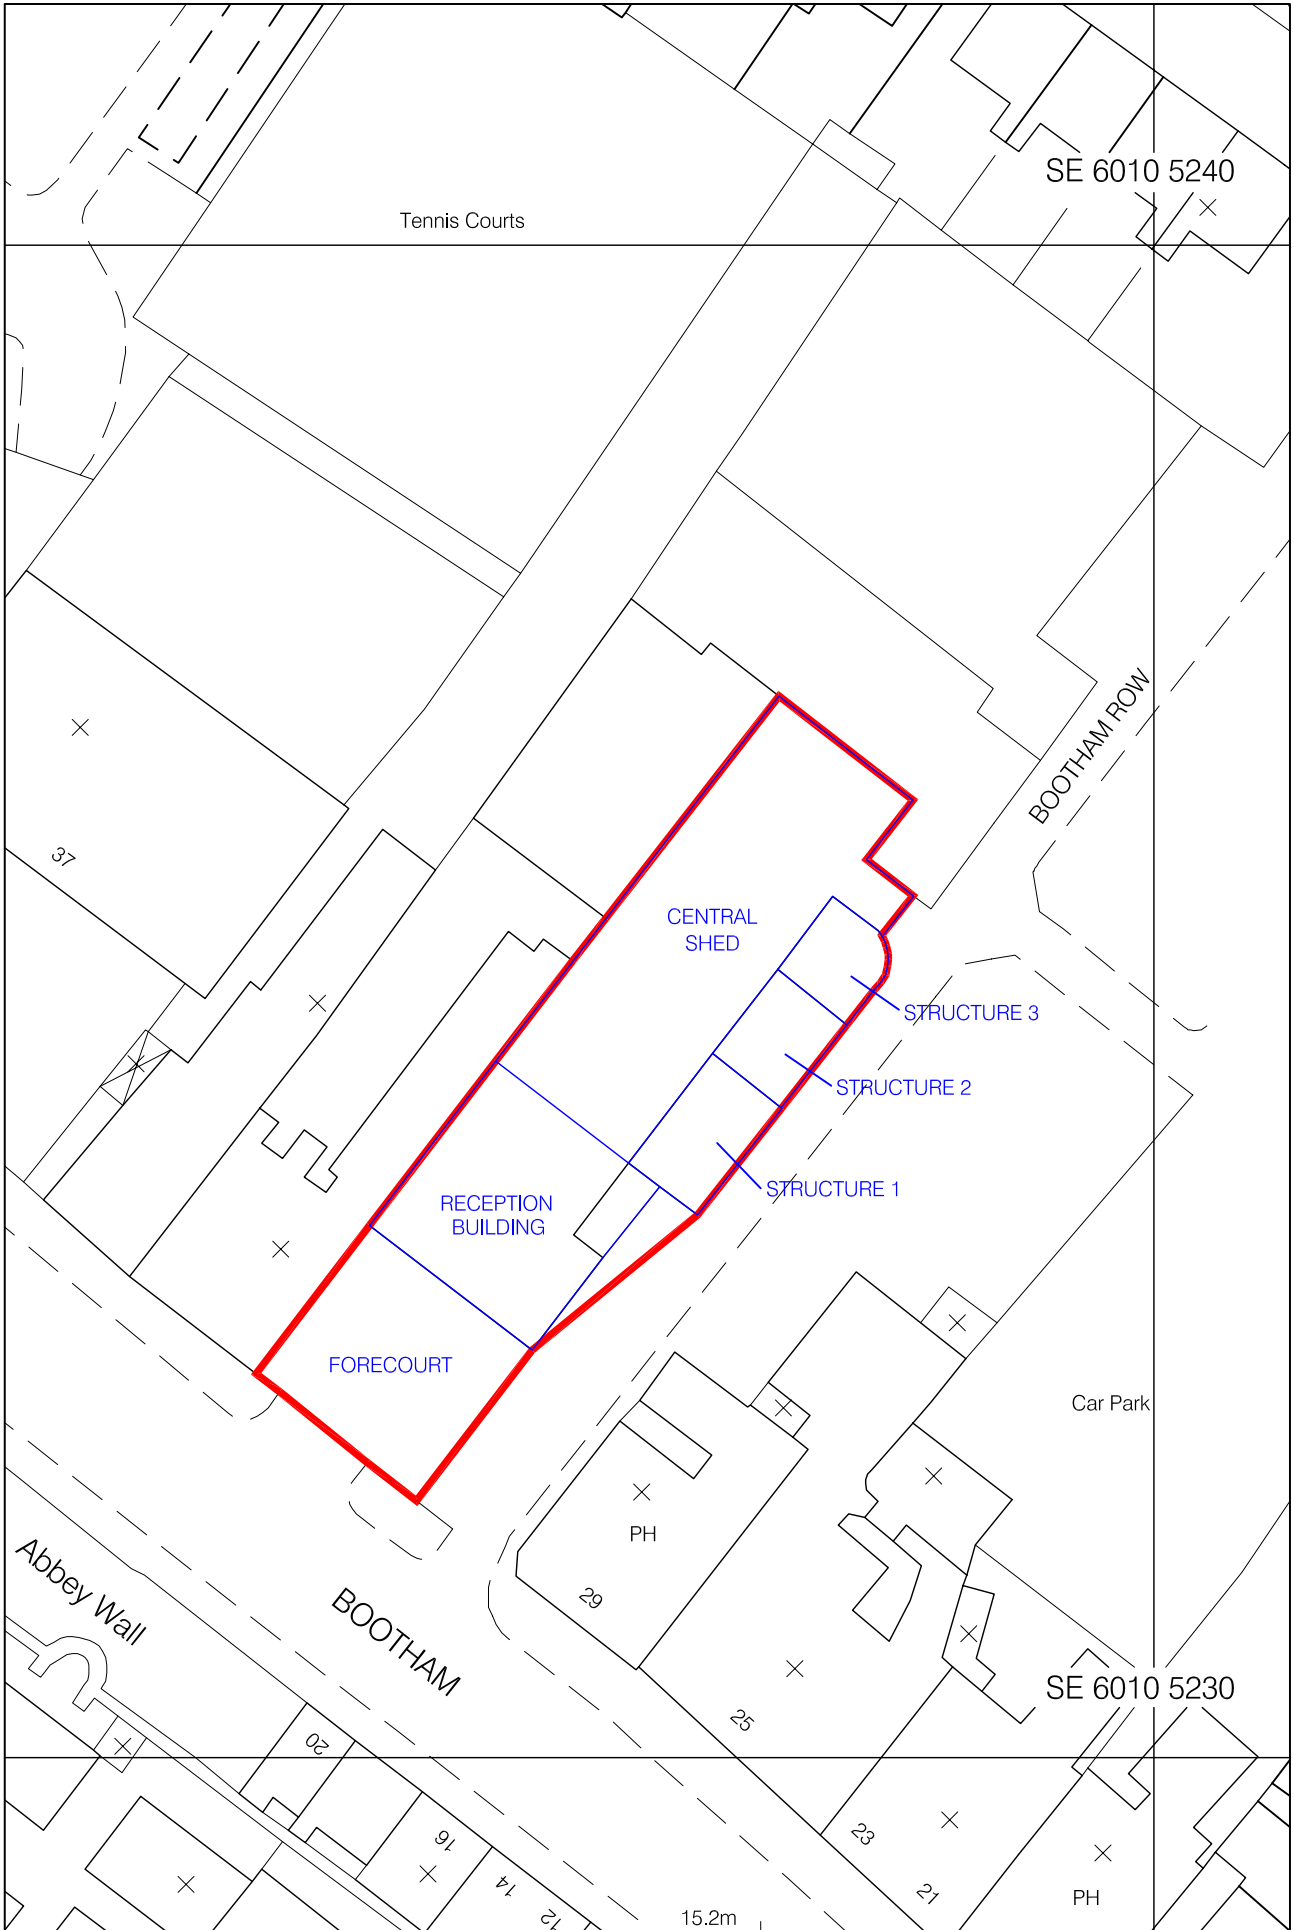 SE 6010 5240
Tennis Courts
BOOTHAM ROW
37
CENTRAL
SHED
STRUCTURE 3
STRUCTURE 2
STRUCTURE 1
RECEPTION
BUILDING
FORECOURT
Car Park
PH
29
Abbey Wall
BOOTHAM
SE 6010 5230
25
20
23
16
14
21
12
PH
15.2m